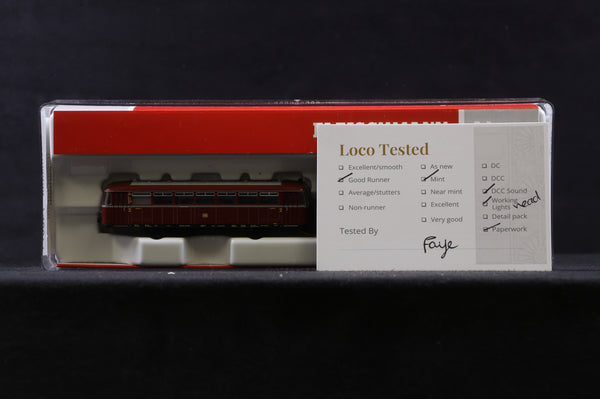 Loco Tested
Excellent/smooth
Good Runner
Average/stutters
Non-runner
As new
Mint
Near mint
Excellent
Very good
DC
DCC
DCC Sound
Working Lights head
Detail pack
Paperwork
Tested By
Faye